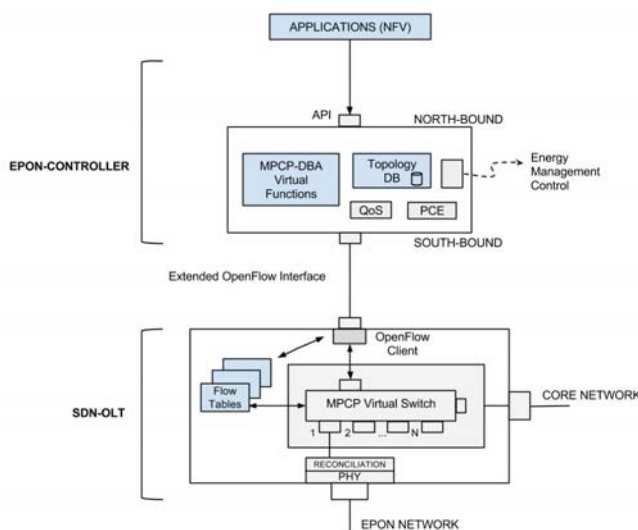 APPLICATIONS (NFV)
API
NORTH-BOUND
EPON-CONTROLLER
MPCP-DBA
Virtual
Functions
Topology
DB
Energy
Management
Control
QoS
PCE
SOUTH-BOUND
Extended OpenFlow Interface
OpenFlow
Client
Flow
Tables
MPCP Virtual Switch
CORE NETWORK
SDN-OLT
1 2 ... N
RECONCILIATION
PHY
EPON NETWORK